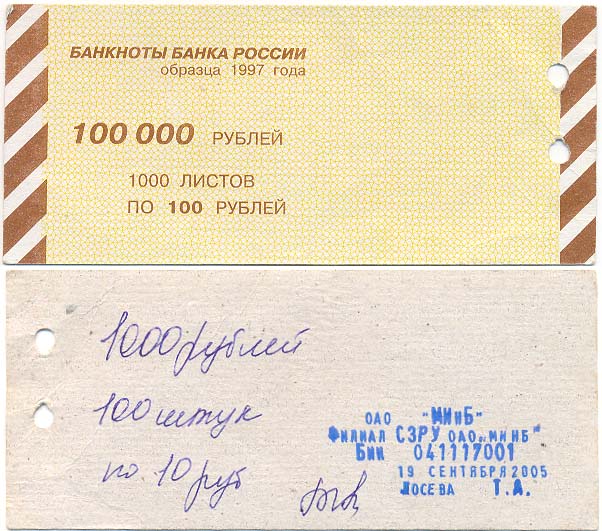 БАНКНОТЫ БАНКА РОССИИ
образца 1997 года
100 000 РУБЛЕЙ
1000 ЛИСТОВ
ПО 100 РУБЛЕЙ
1000 рублей
100 штук
по 10 руб
ОАО "МИнБ"
Филиал СЗРУ ОАО "МИНБ"
БИК 041117001
19 СЕНТЯБРЯ 2005
Лосева Т.А.